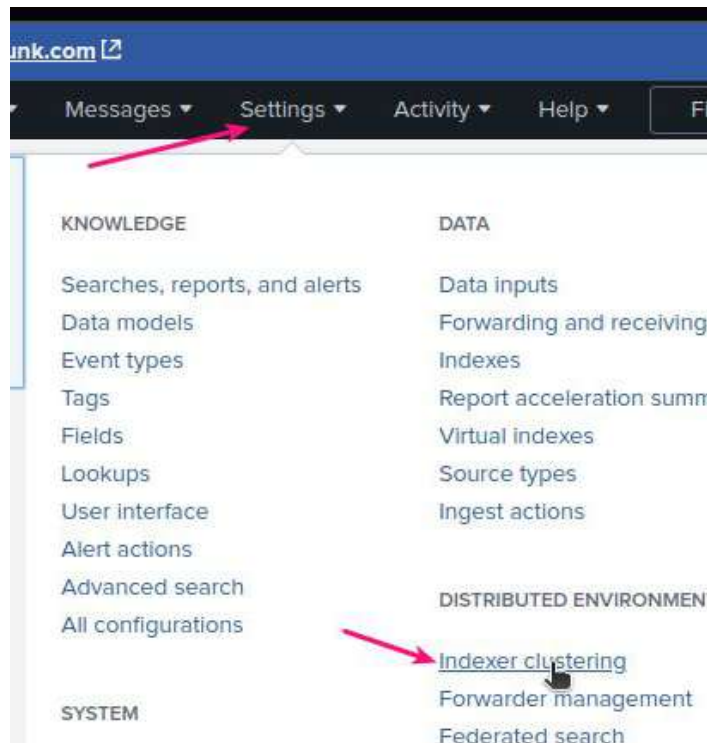 unk.com
Messages Settings Activity Help
KNOWLEDGE
Searches, reports, and alerts
Data models
Event types
Tags
Fields
Lookups
User interface
Alert actions
Advanced search
All configurations
SYSTEM
DATA
Data inputs
Forwarding and receiving
Indexes
Report acceleration summ
Virtual indexes
Source types
Ingest actions
DISTRIBUTED ENVIRONMEN
Indexer clustering
Forwarder management
Federated search